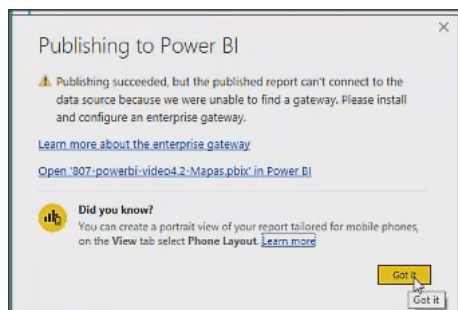 Publishing to Power BI
Publishing succeeded, but the published report can't connect to the
data source because we were unable to find a gateway. Please install
and configure an enterprise gateway.
Learn more about the enterprise gateway
Open '807-powerbi-video4.2-Mapas.pbix' in Power BI
Did you know?
You can create a portrait view of your report tailored for mobile phones,
on the View tab select Phone Layout. Learn more
Got it
Got it